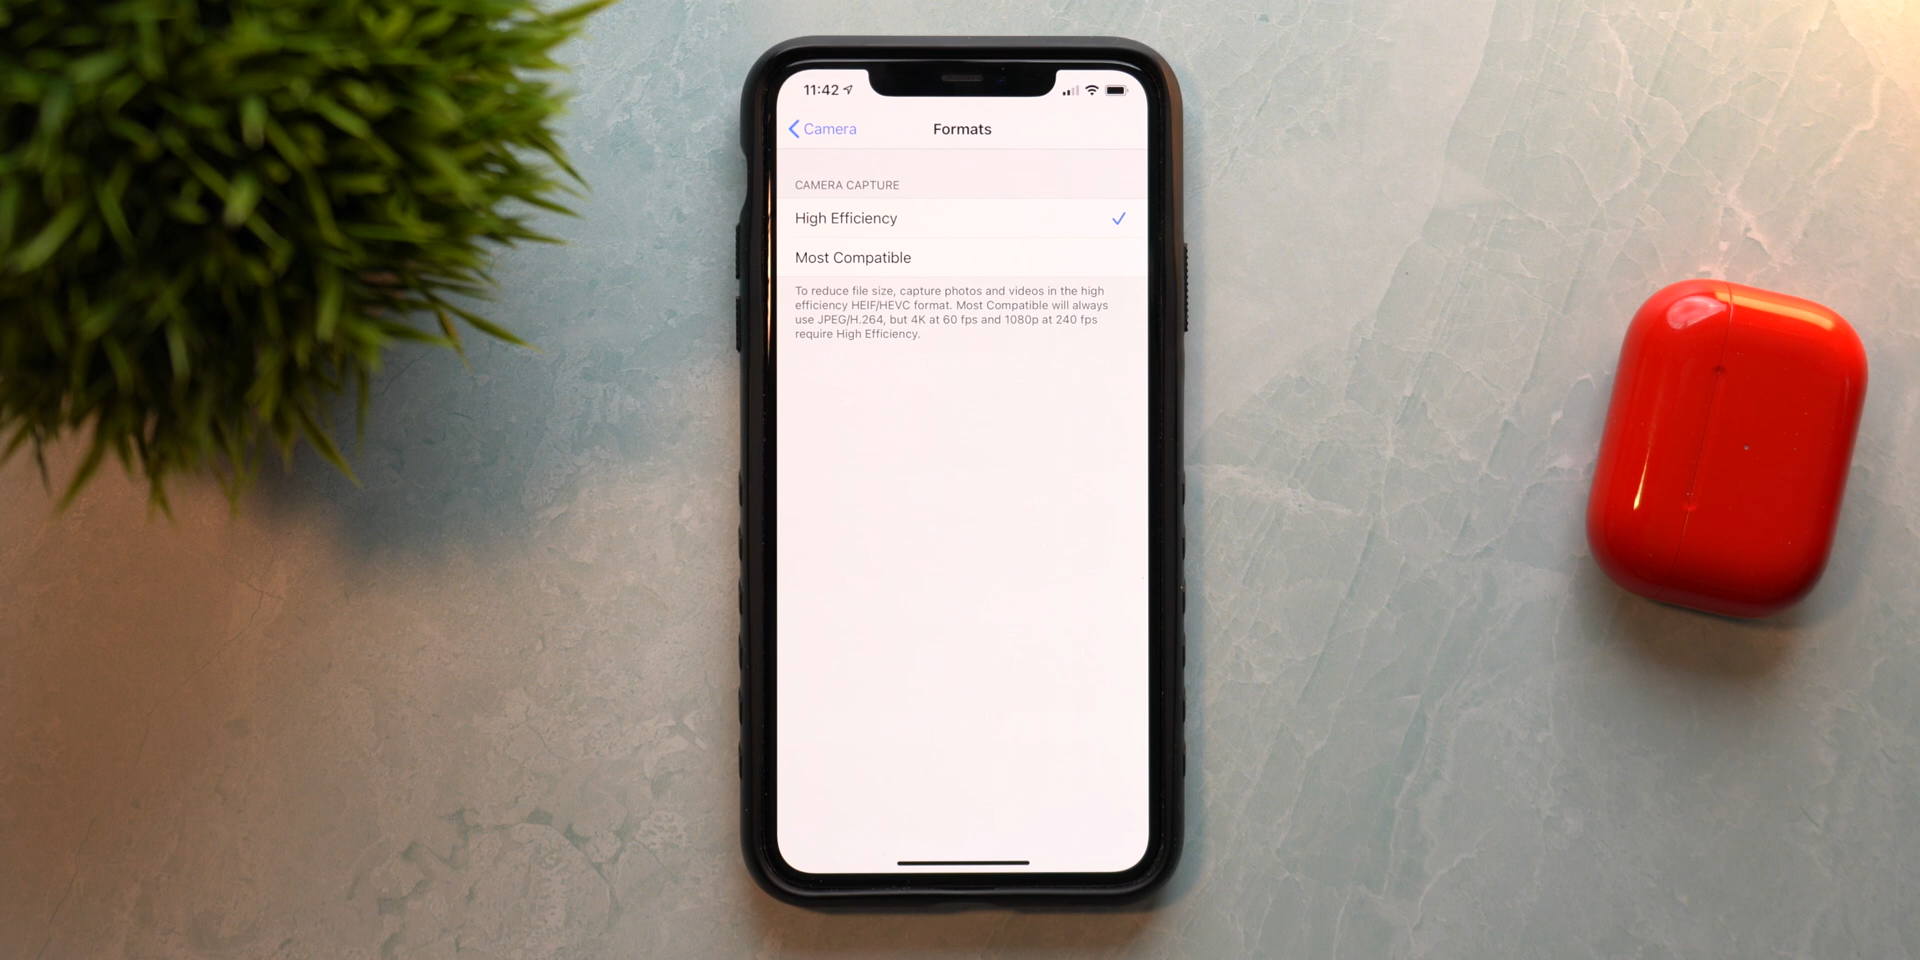 11:42
Camera
Formats
CAMERA CAPTURE
High Efficiency
Most Compatible
To reduce file size, capture photos and videos in the high
efficiency HEIF/HEVC format. Most Compatible will always
use JPEG/H.264, but 4K at 60 fps and 1080p at 240 fps
require High Efficiency.